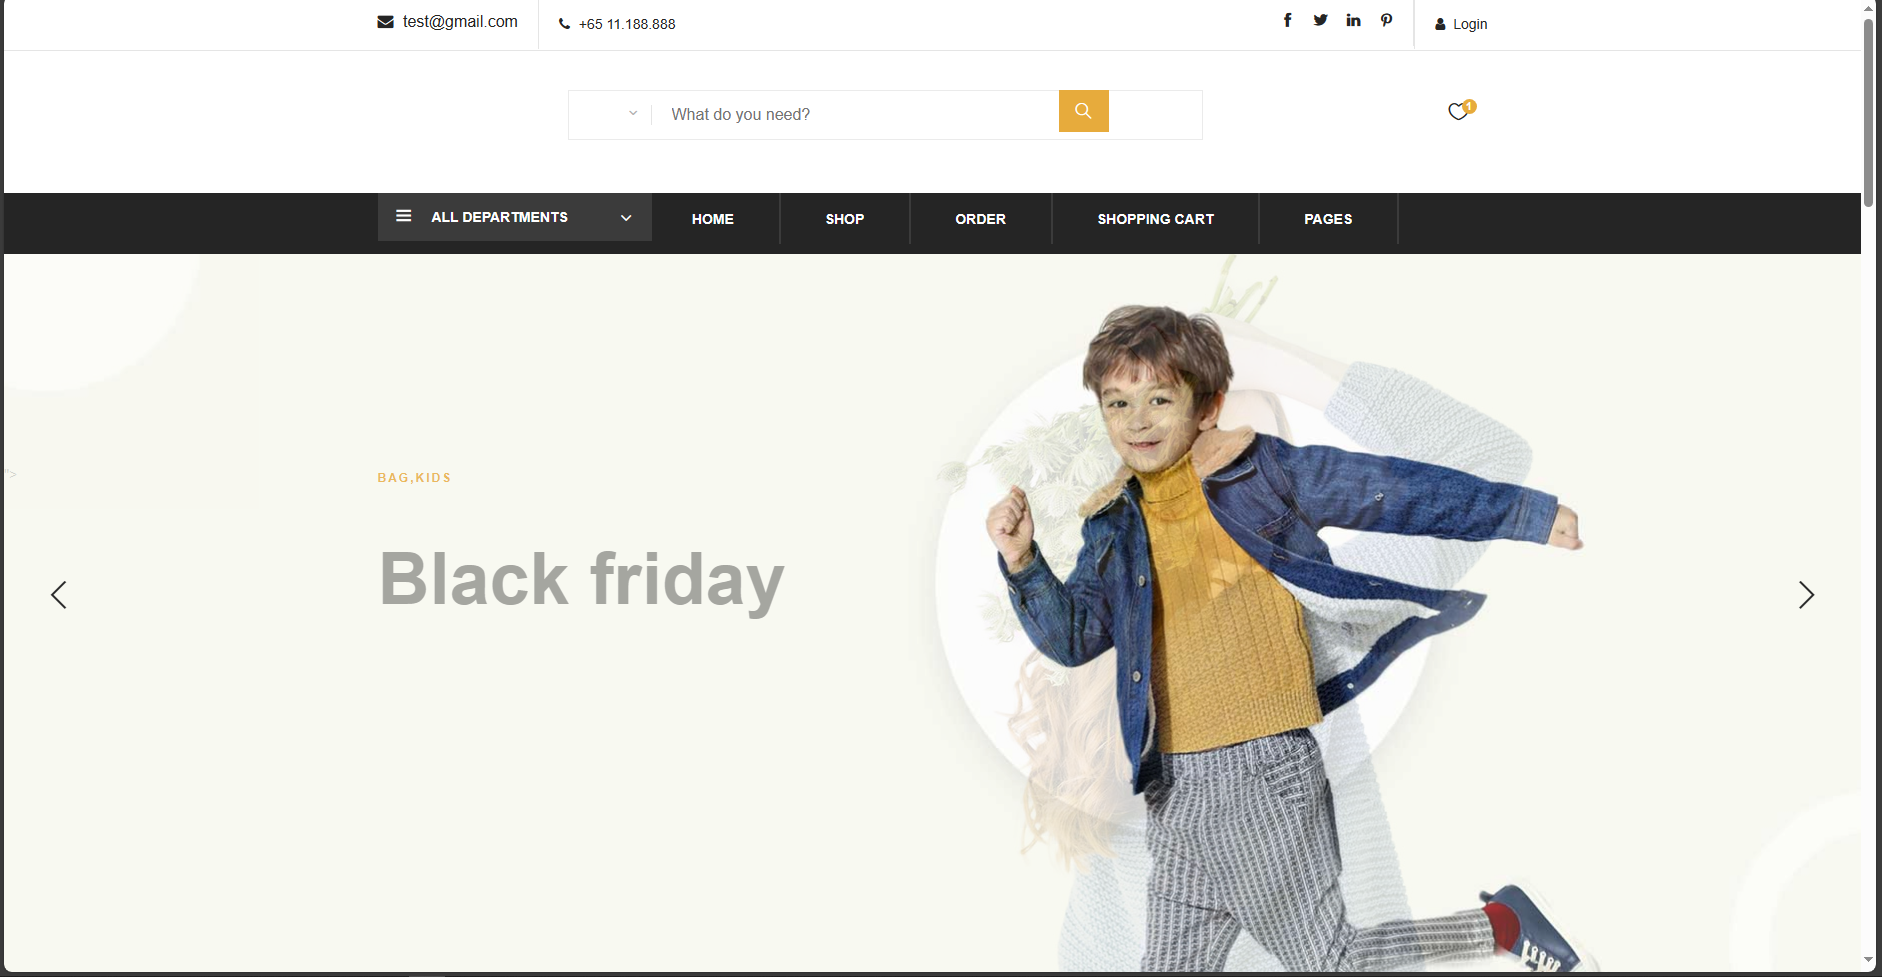 test@gmail.com
+65 11.188.888
Login
What do you need?
1
ALL DEPARTMENTS
HOME
SHOP
ORDER
SHOPPING CART
PAGES
">
BAG,KIDS
Black friday